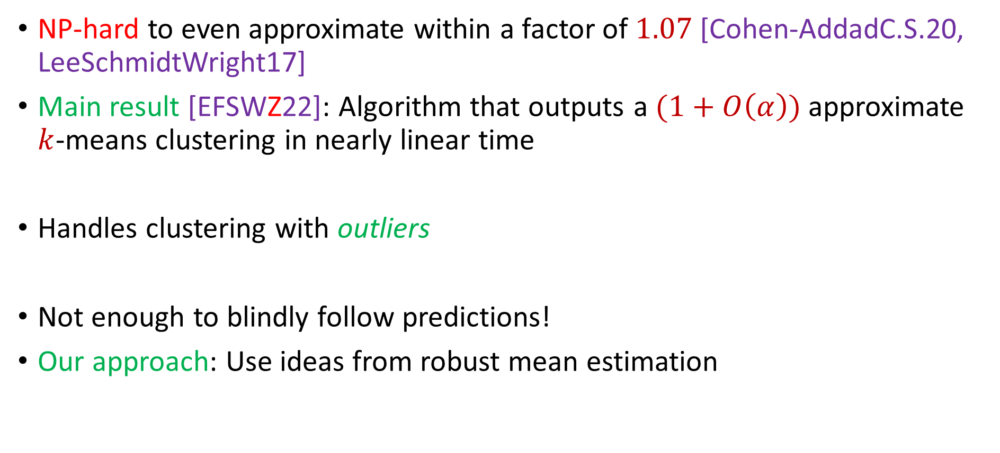 • NP-hard to even approximate within a factor of 1.07 [Cohen-AddadC.S.20,
LeeSchmidtWright17]
• Main result [EFSWZ22]: Algorithm that outputs a (1 + O(α)) approximate
k-means clustering in nearly linear time
• Handles clustering with outliers
• Not enough to blindly follow predictions!
• Our approach: Use ideas from robust mean estimation